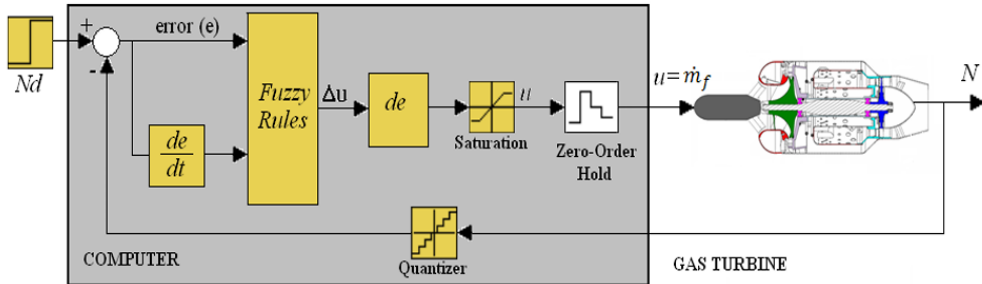 Nd
+
-
error (e)
de
dt
Fuzzy
Rules
Δu
de
Saturation
u
Zero-Order
Hold
u = ṁf
N
Quantizer
COMPUTER
GAS TURBINE